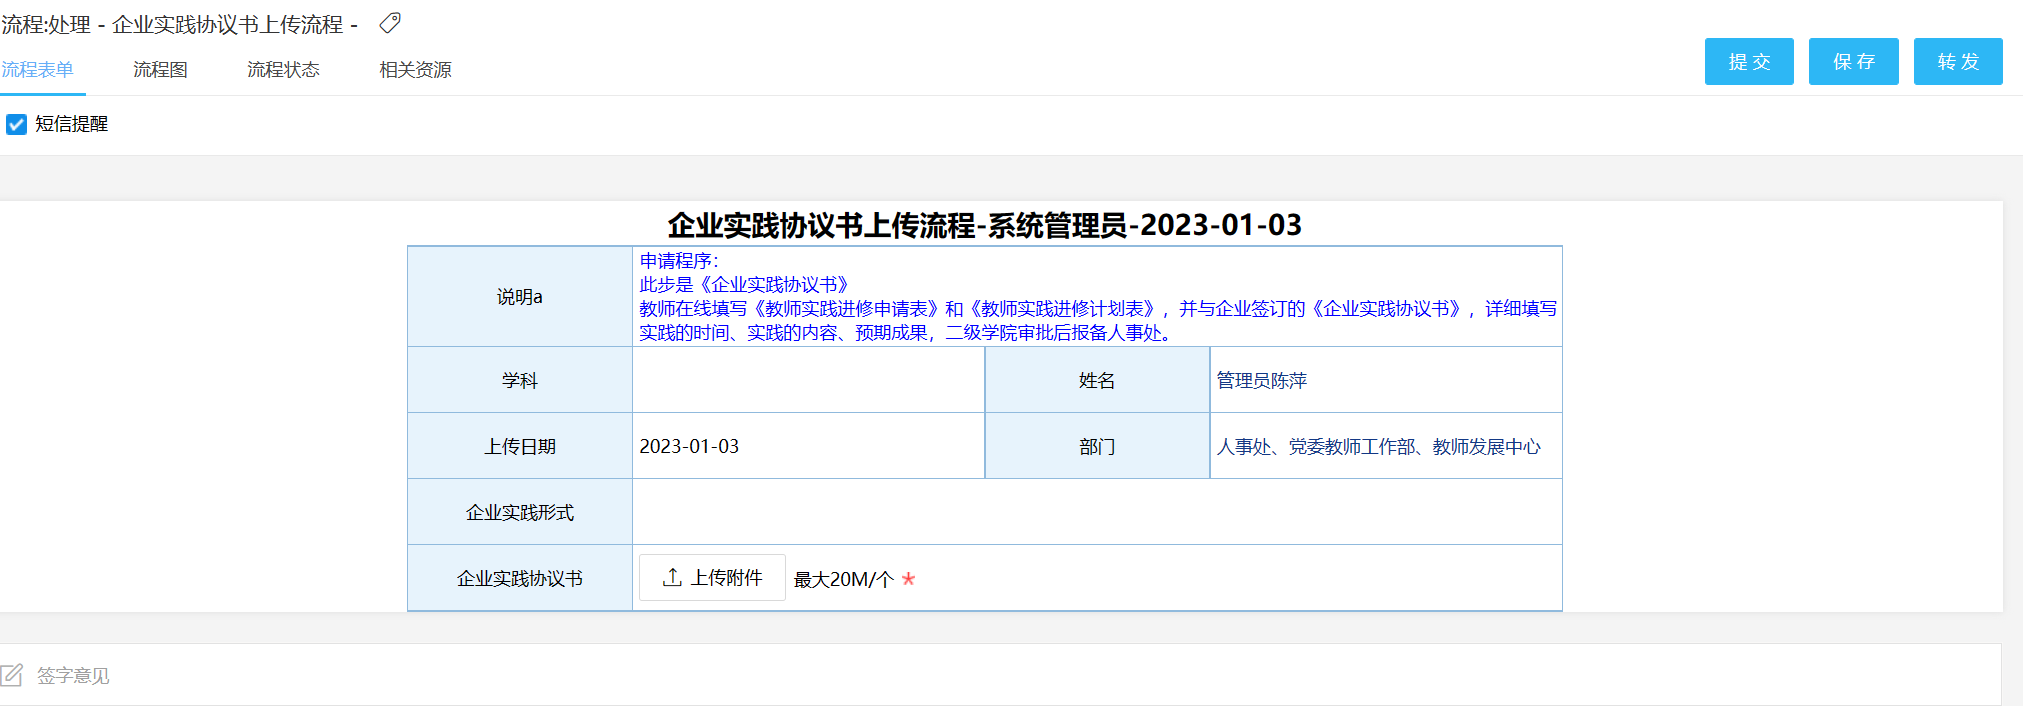 流程:处理 - 企业实践协议书上传流程 -
流程表单 流程图 流程状态 相关资源
提交 保存 转发
短信提醒
企业实践协议书上传流程-系统管理员-2023-01-03
说明a
申请程序：
此步是《企业实践协议书》
教师在线填写《教师实践进修申请表》和《教师实践进修计划表》，并与企业签订的《企业实践协议书》，详细填写
实践的时间、实践的内容、预期成果，二级学院审批后报备人事处。
学科 姓名 管理员陈萍
上传日期 2023-01-03 部门 人事处、党委教师工作部、教师发展中心
企业实践形式
企业实践协议书 上传附件 最大20M/个 *
签字意见